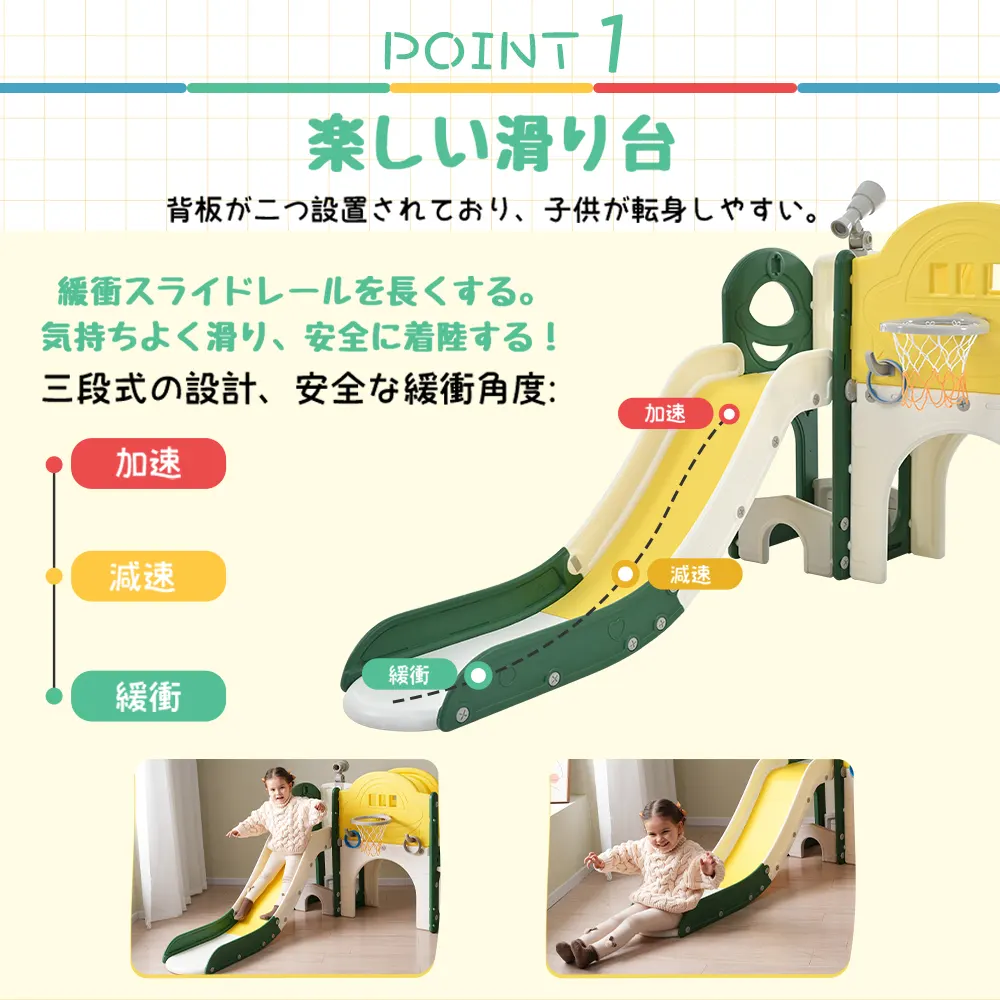 POINT 1
楽しい滑り台
背板が二つ設置されており、子供が転身しやすい。
緩衝スライドレールを長くする。
気持ちよく滑り、安全に着陸する！
三段式の設計、安全な緩衝角度:
加速
減速
緩衝
加速
減速
緩衝